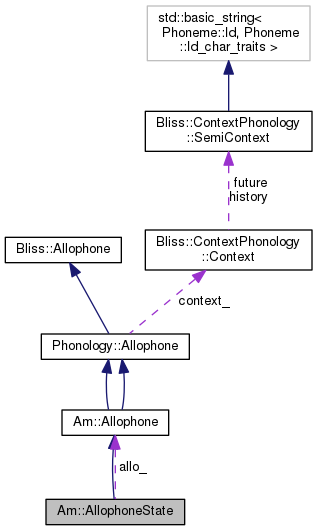 std::basic_string<
Phoneme::Id, Phoneme
::Id_char_traits >
Bliss::ContextPhonology
::SemiContext
future
history
Bliss::Allophone
Bliss::ContextPhonology
::Context
context_
Phonology::Allophone
Am::Allophone
allo_
Am::AllophoneState